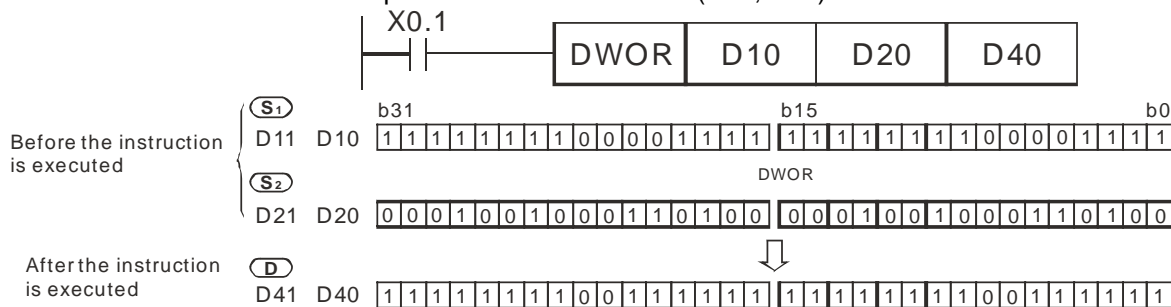 X0.1
DWOR D10 D20 D40
S1 b31 b15 b0
Before the instruction is executed
D11 D10 1 1 1 1 1 1 1 1 0 0 0 0 1 1 1 1 1 1 1 1 1 1 1 1 0 0 0 0 1 1 1 1
DWOR
S2
D21 D20 0 0 0 1 0 0 1 0 0 0 1 1 0 1 0 0 0 0 0 1 0 0 1 0 0 0 1 1 0 1 0 0
After the instruction is executed
D
D41 D40 1 1 1 1 1 1 1 1 0 0 1 1 1 1 1 1 1 1 1 1 1 1 1 1 0 0 1 1 1 1 1 1